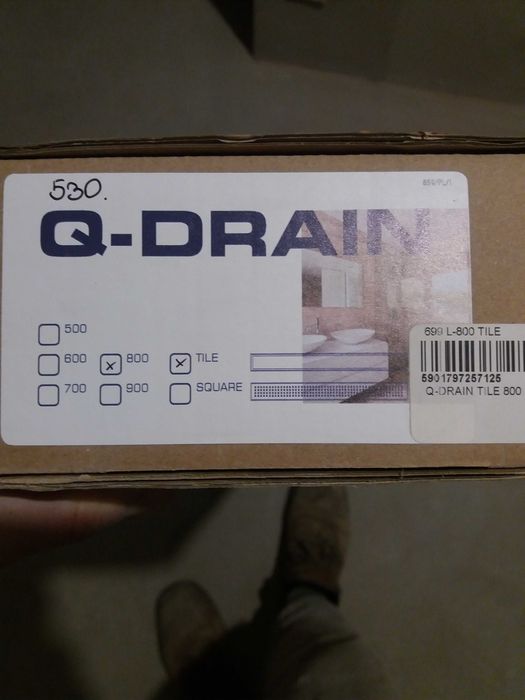 530.
Q-DRAIN
500
600
800
TILE
700
900
SQUARE
699 L-800 TILE
5901797257125
Q-DRAIN TILE 800